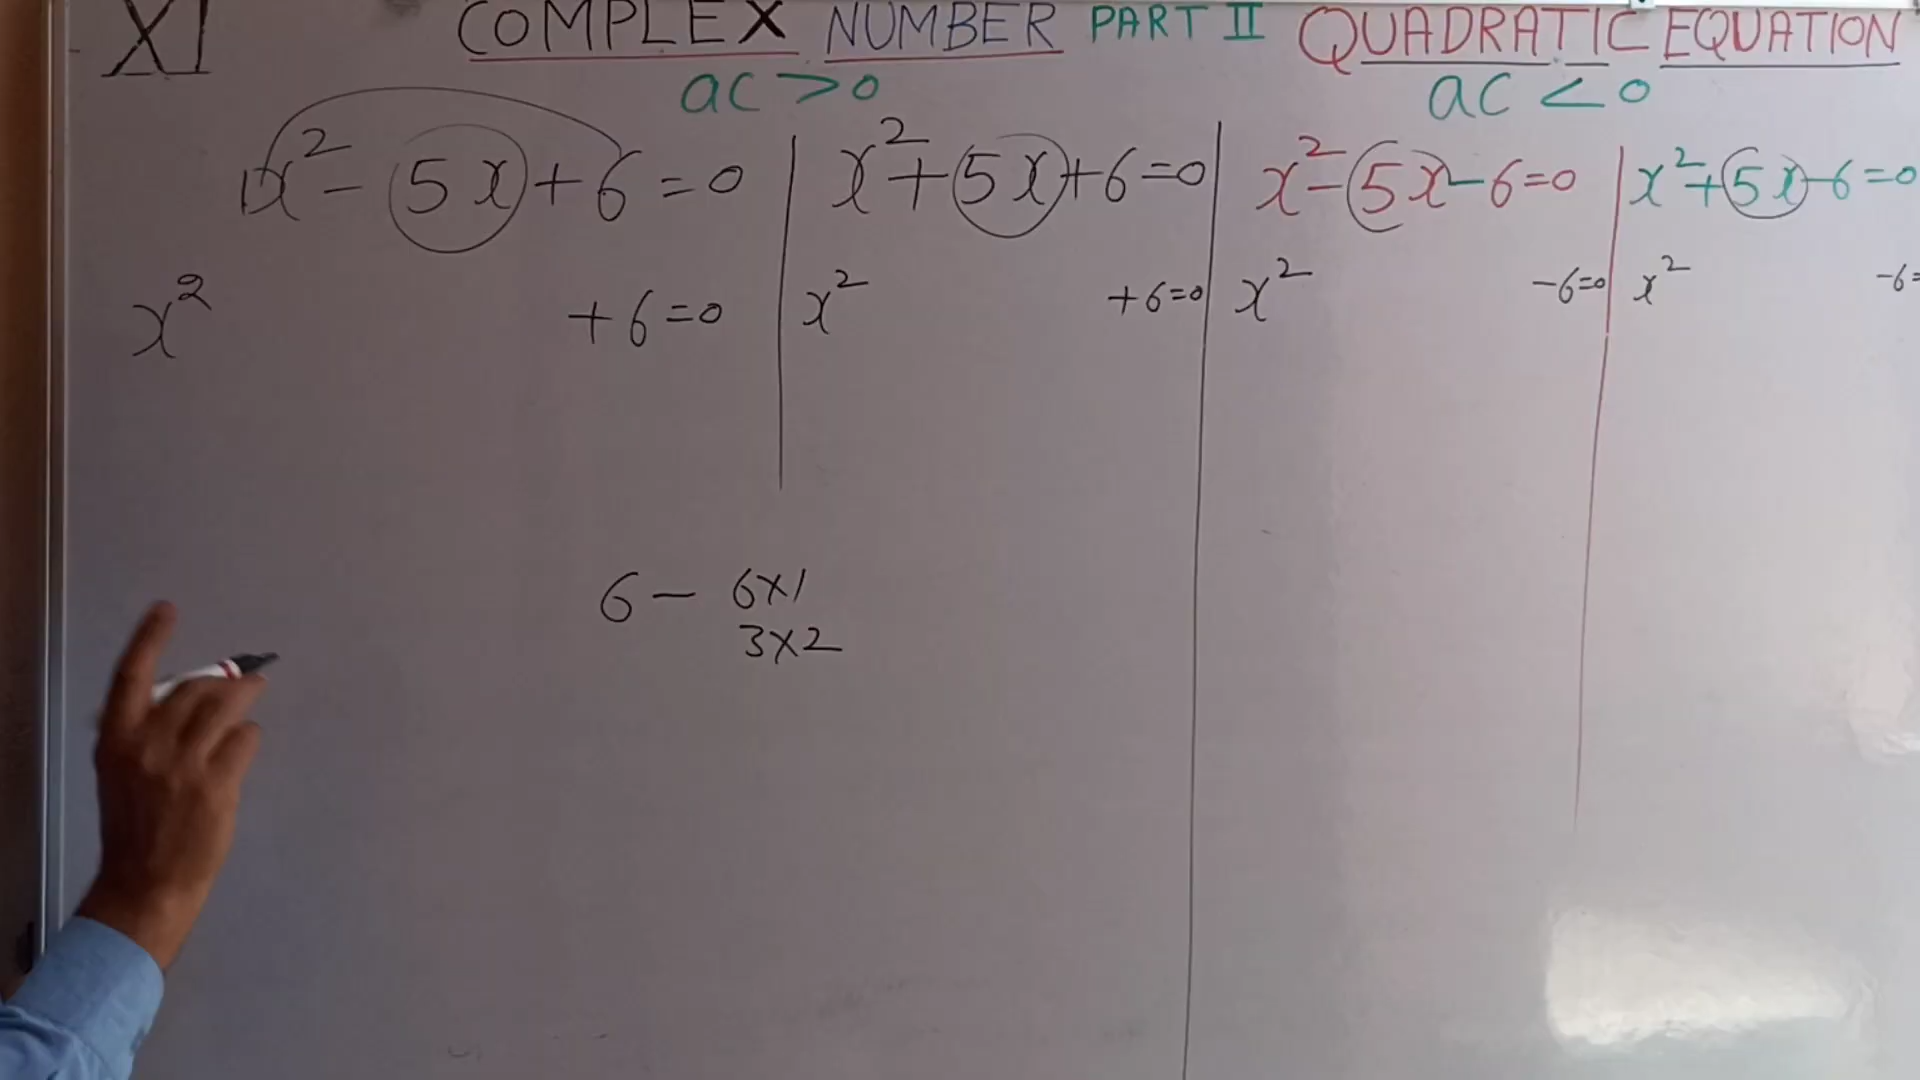 XI COMPLEX NUMBER PART II QUADRATIC EQUATION
ac > 0 ac < 0
1x² - 5x + 6 = 0 | x² + 5x + 6 = 0 | x² - 5x - 6 = 0 | x² + 5x - 6 = 0
x² + 6 = 0 | x² + 6 = 0 | x² - 6 = 0 | x² - 6 =
6 - 6x1
3x2